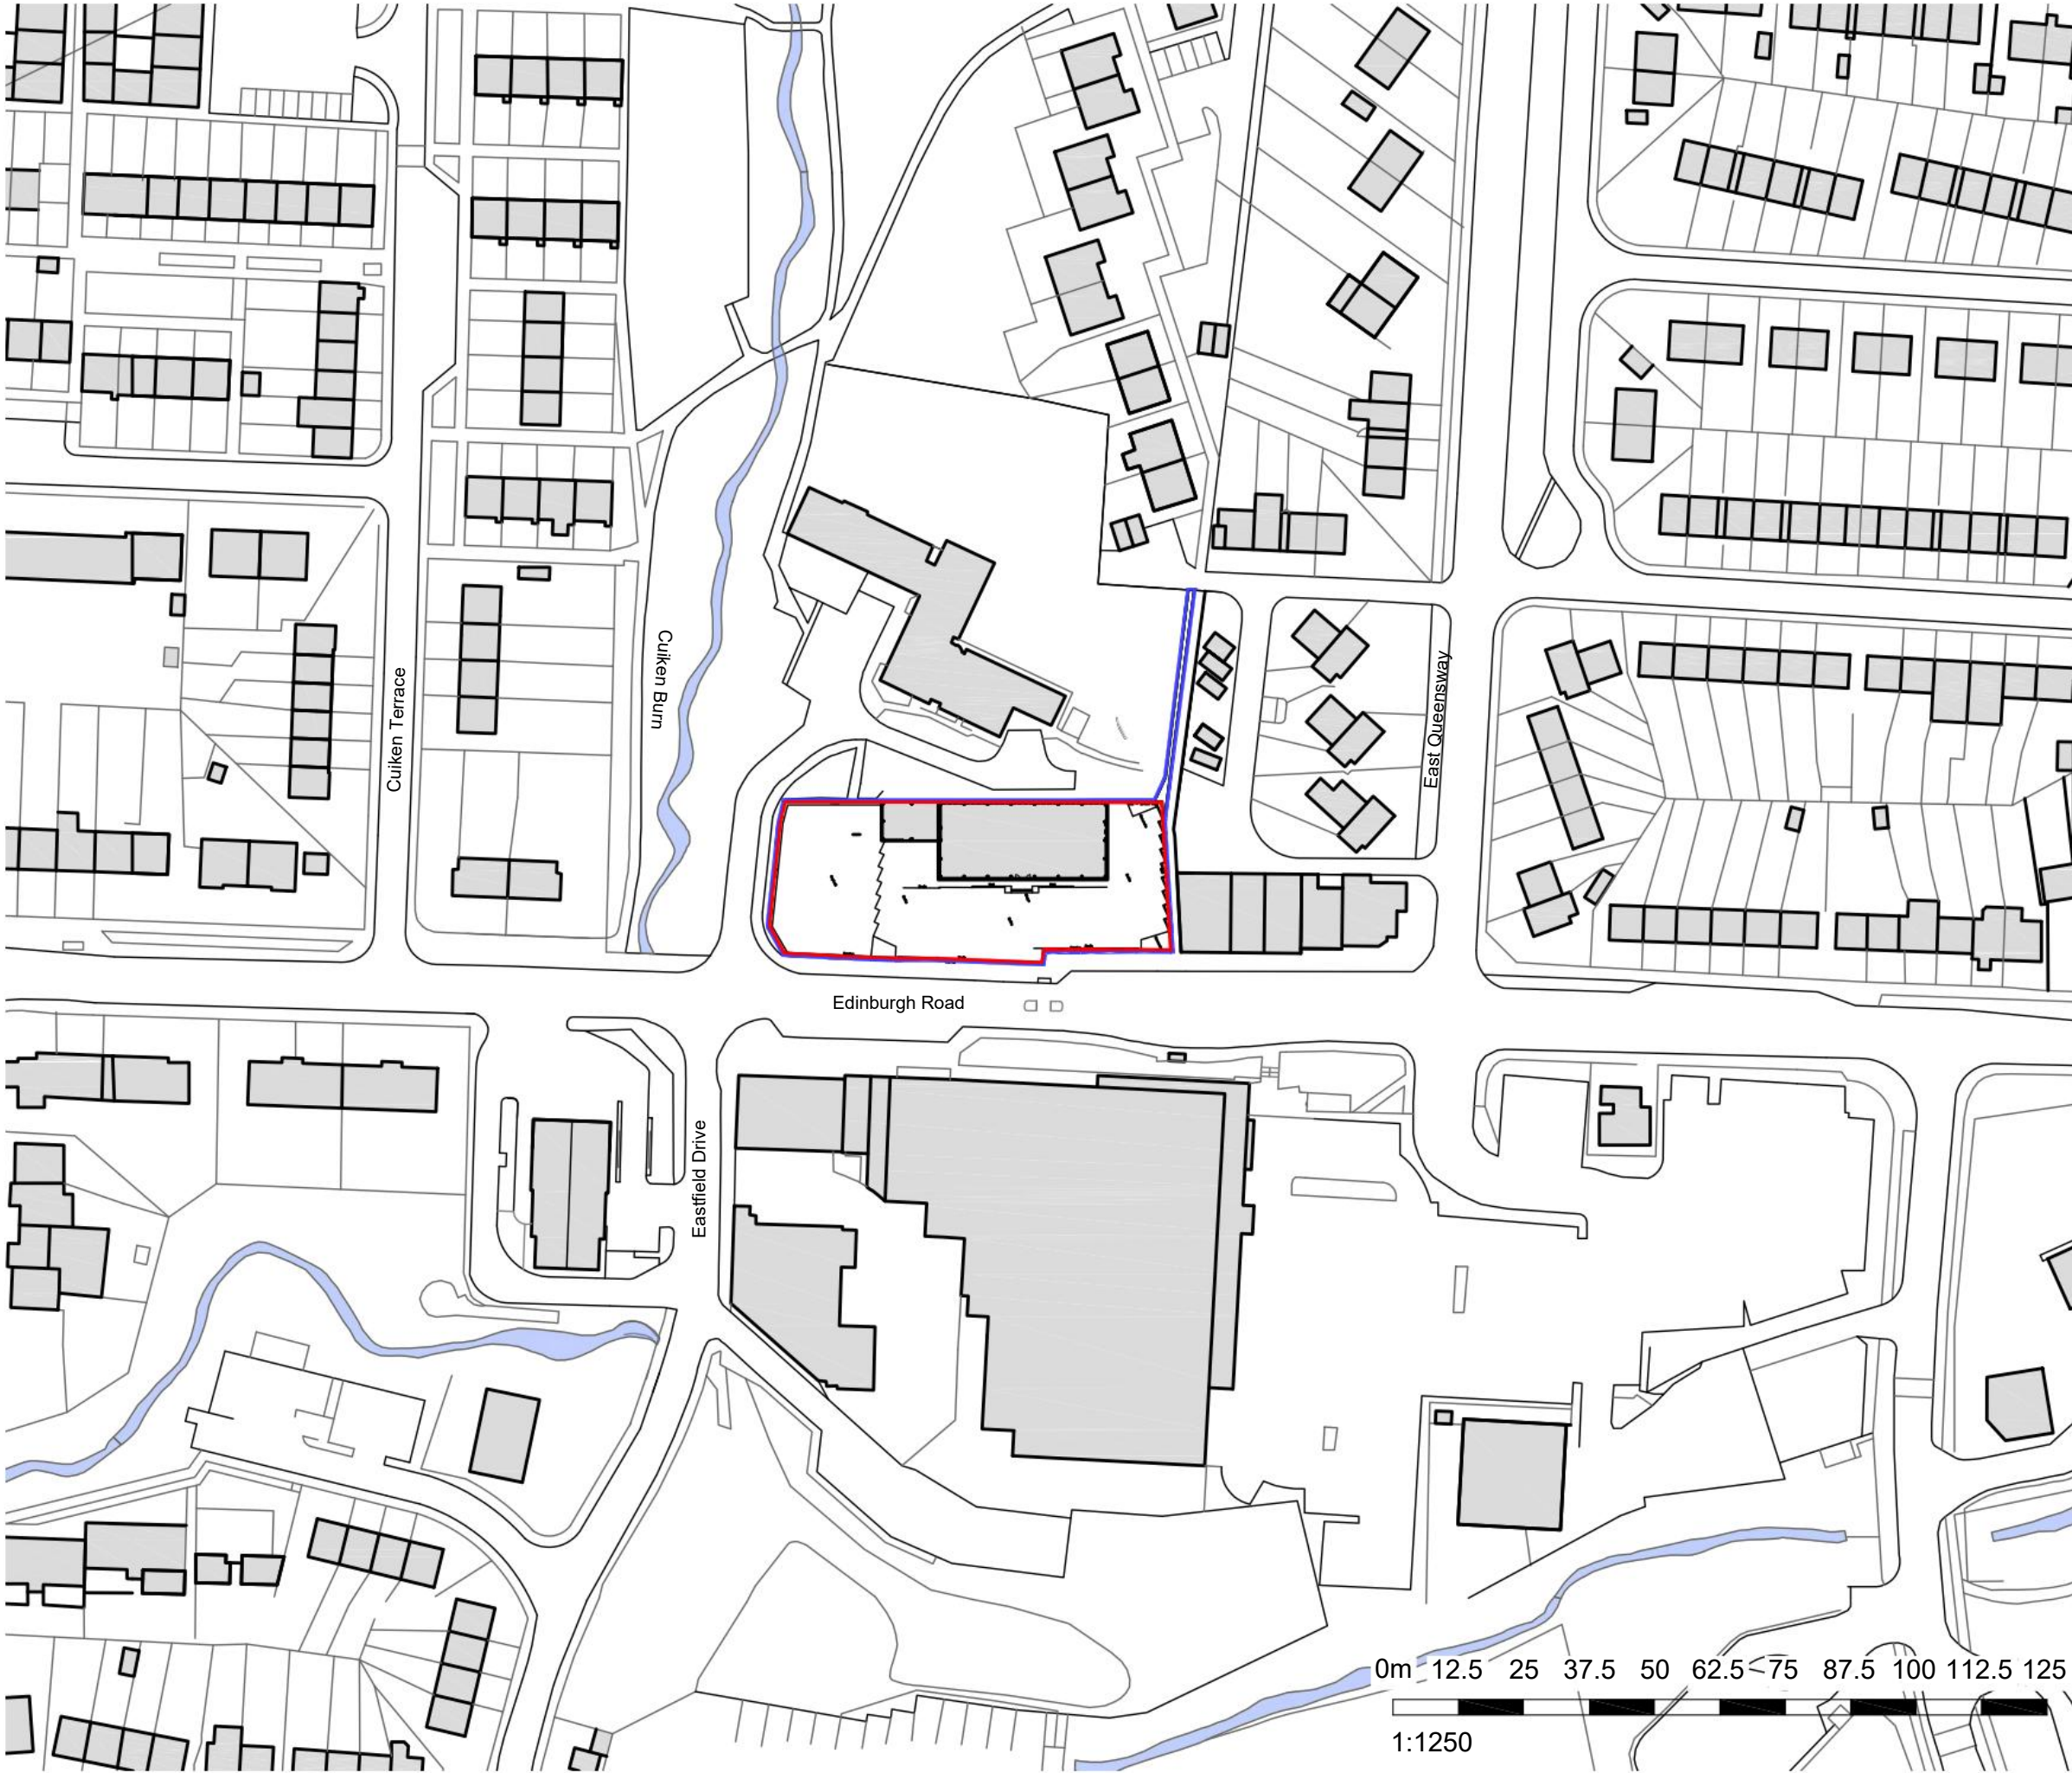 Cuiken Burn
Cuiken Terrace
East Queensway
Edinburgh Road
Eastfield Drive
0m 12.5 25 37.5 50 62.5 75 87.5 100 112.5 125
1:1250